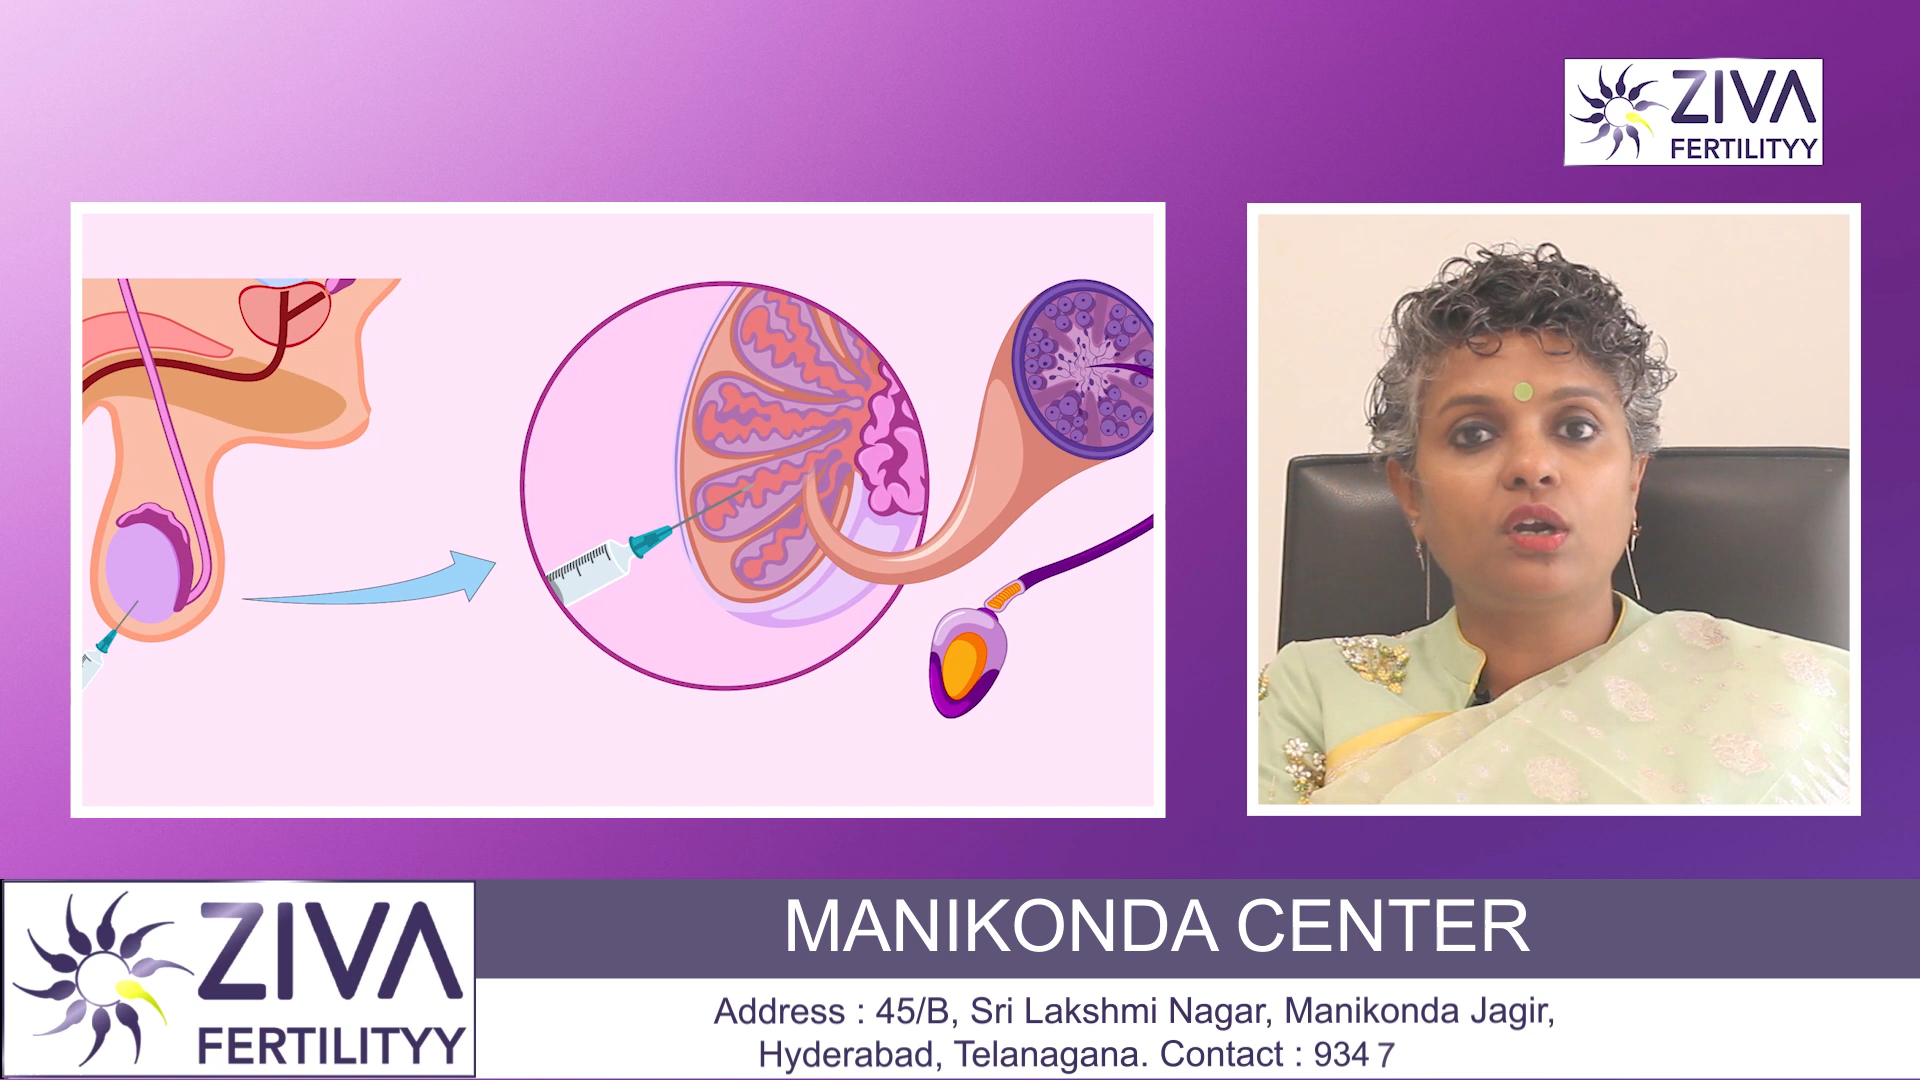 ZIVA
FERTILITYY
ZIVA
FERTILITYY
MANIKONDA CENTER
Address : 45/B, Sri Lakshmi Nagar, Manikonda Jagir,
Hyderabad, Telanagana. Contact : 934 7